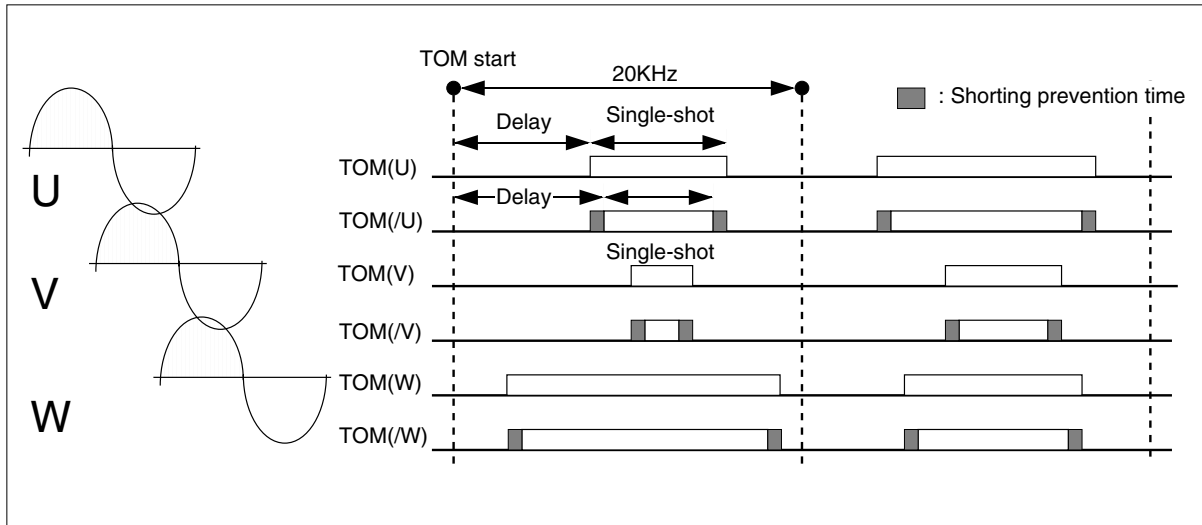 TOM start
20KHz
: Shorting prevention time
Delay
Single-shot
TOM(U)
Delay
TOM(/U)
Single-shot
TOM(V)
TOM(/V)
TOM(W)
TOM(/W)
U
V
W